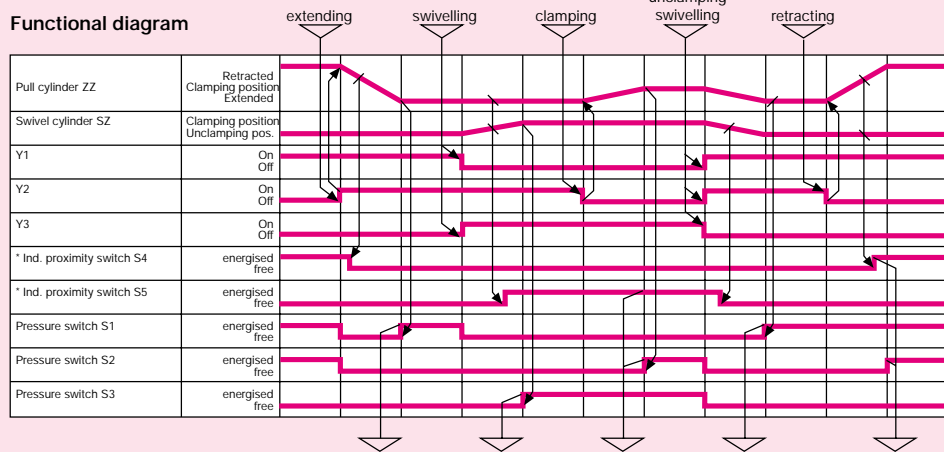 Functional diagram
extending
swivelling
clamping
unclamping
swivelling
retracting
Pull cylinder ZZ
Retracted
Clamping position
Extended
Swivel cylinder SZ
Clamping position
Unclamping pos.
Y1
On
Off
Y2
On
Off
Y3
On
Off
* Ind. proximity switch S4
energised
free
* Ind. proximity switch S5
energised
free
Pressure switch S1
energised
free
Pressure switch S2
energised
free
Pressure switch S3
energised
free